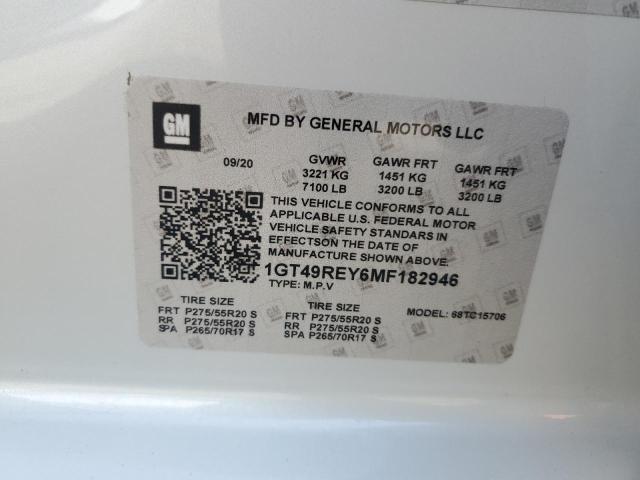 GM
MFD BY GENERAL MOTORS LLC
09/20 GVWR GAWR FRT GAWR FRT
3221 KG 1451 KG 1451 KG
7100 LB 3200 LB 3200 LB
THIS VEHICLE CONFORMS TO ALL
APPLICABLE U.S. FEDERAL MOTOR
VEHICLE SAFETY STANDARS IN
EFFECTSON THE DATE OF
MANUFACTURE SHOWN ABOVE.
1GT49REY6MF182946
TYPE: M.P.V
MODEL: 68TC15706
TIRE SIZE TIRE SIZE
FRT P275/55R20 S P275/55R20 S
RR P275/55R20 S RR P275/55R20 S
SPA P265/70R17 S SPA P265/70R17 S